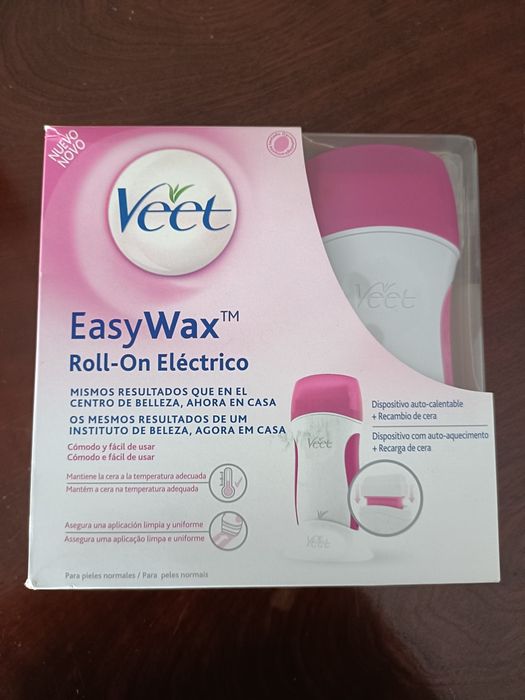 NUEVO
NOVO
Veet
Veet
EasyWax™
Roll-On Eléctrico
MISMOS RESULTADOS QUE EN EL
CENTRO DE BELLEZA, AHORA EN CASA
OS MESMOS RESULTADOS DE UM
INSTITUTO DE BELEZA, AGORA EM CASA
Cómodo y fácil de usar
Cómodo e fácil de usar
Mantiene la cera a la temperatura adecuada
Mantém a cera na temperatura adequada
Asegura una aplicación limpia y uniforme
Assegura uma aplicação limpa e uniforme
Para pieles normales / Para peles normais
Veet
Veet
Dispositivo auto-calentable
+ Recambio de cera
Dispositivo com auto-aquecimento
+ Recarga de cera